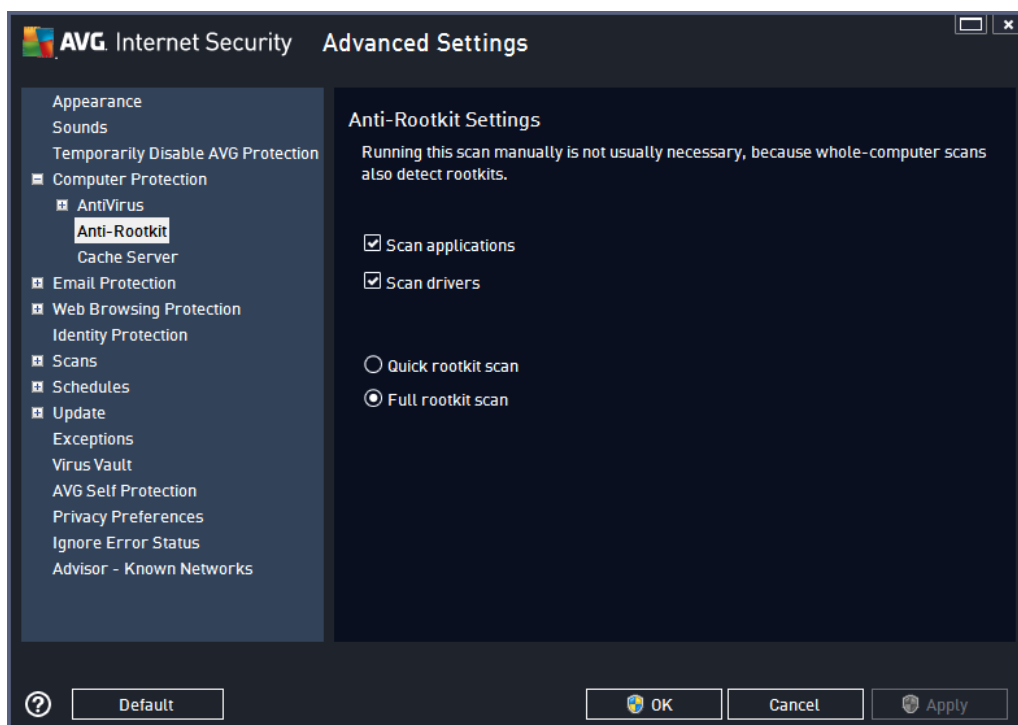 AVG. Internet Security Advanced Settings
Appearance
Sounds
Temporarily Disable AVG Protection
Computer Protection
AntiVirus
Anti-Rootkit
Cache Server
Email Protection
Web Browsing Protection
Identity Protection
Scans
Schedules
Update
Exceptions
Virus Vault
AVG Self Protection
Privacy Preferences
Ignore Error Status
Advisor - Known Networks
Anti-Rootkit Settings
Running this scan manually is not usually necessary, because whole-computer scans
also detect rootkits.
Scan applications
Scan drivers
Quick rootkit scan
Full rootkit scan
? Default OK Cancel Apply